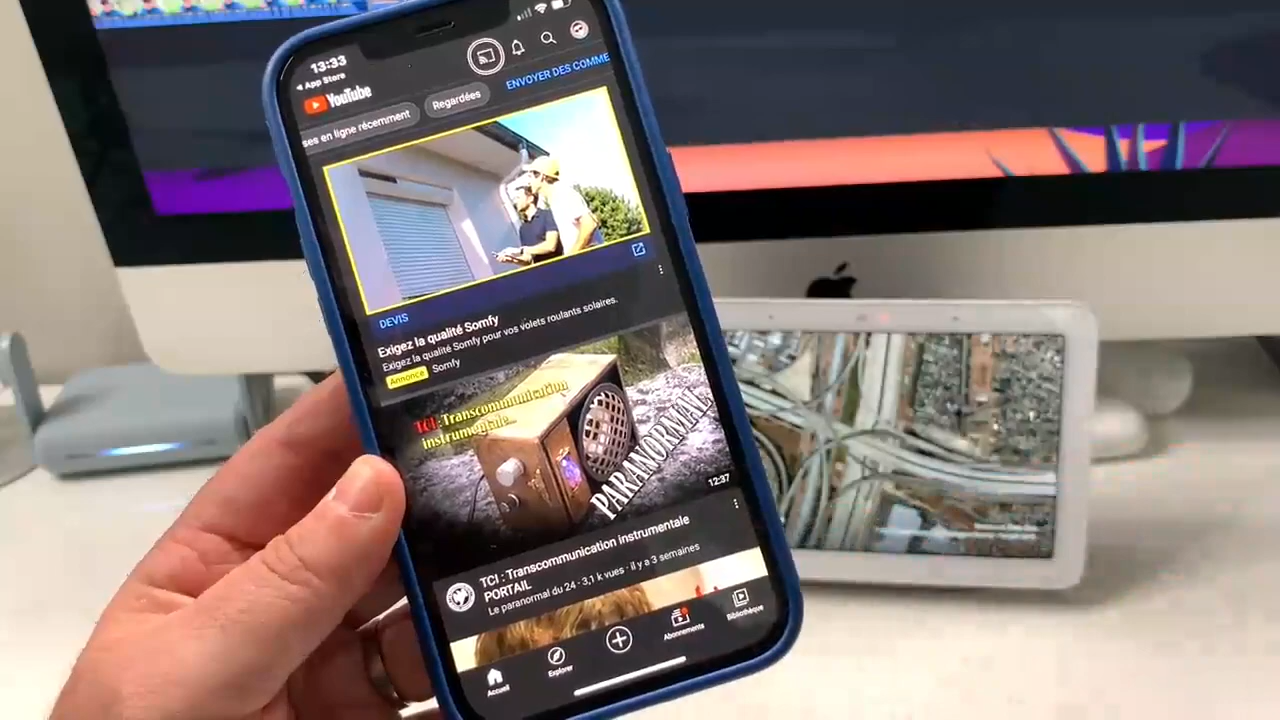 13:33
App Store
YouTube
ses en ligne récemment
Regardées
ENVOYER DES COMME
DEVIS
Exigez la qualité Somfy
Exigez la qualité Somfy pour vos volets roulants solaires.
Annonce Somfy
TCI: Transcommunication
instrumentale...
PARANORMAL
12:37
TCI : Transcommunication instrumentale
PORTAIL
Le paranormal du 24 · 3,1 k vues · il y a 3 semaines
Accueil
Explorer
Abonnements
Bibliothèque